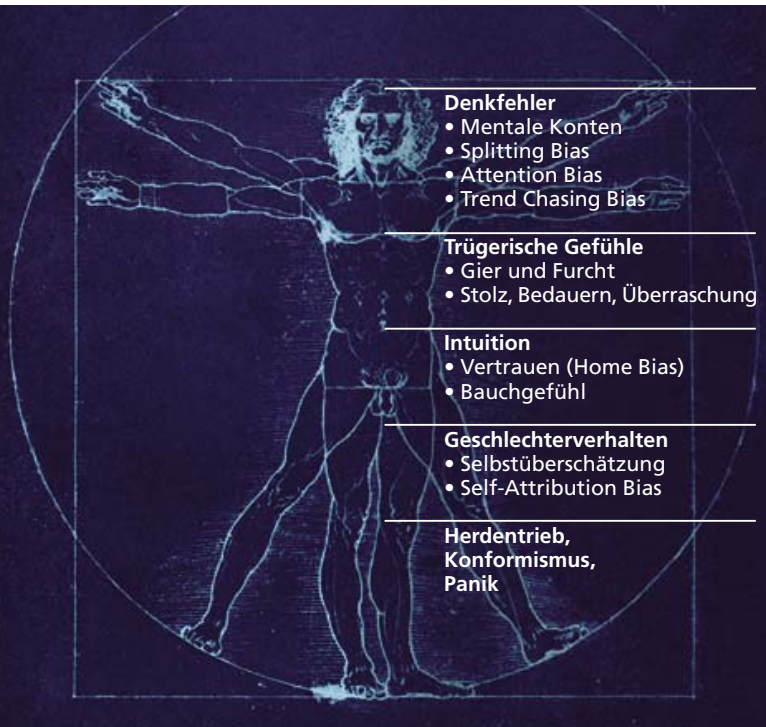 Denkfehler
• Mentale Konten
• Splitting Bias
• Attention Bias
• Trend Chasing Bias
Trügerische Gefühle
• Gier und Furcht
• Stolz, Bedauern, Überraschung
Intuition
• Vertrauen (Home Bias)
• Bauchgefühl
Geschlechterverhalten
• Selbstüberschätzung
• Self-Attribution Bias
Herdentrieb,
Konformismus,
Panik